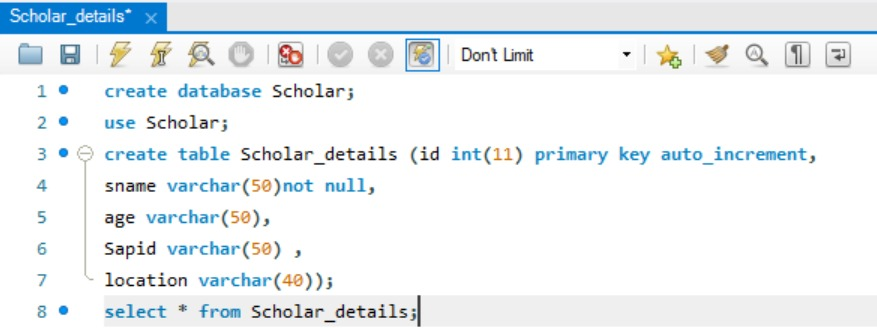 Scholar_details*
Don't Limit
1 create database Scholar;
2 use Scholar;
3 create table Scholar_details (id int(11) primary key auto_increment,
4 sname varchar(50)not null,
5 age varchar(50),
6 Sapid varchar(50) ,
7 location varchar(40));
8 select * from Scholar_details;